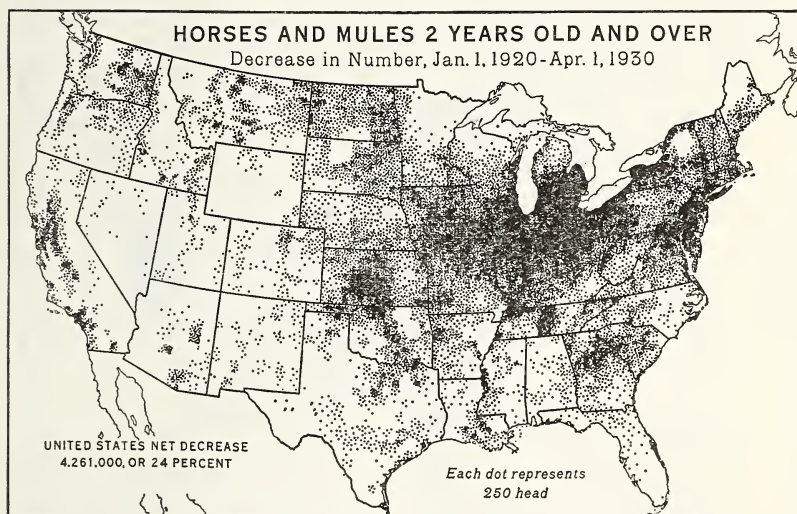 HORSES AND MULES 2 YEARS OLD AND OVER
Decrease in Number, Jan. 1, 1920-Apr. 1, 1930
UNITED STATES NET DECREASE
4.261.000, OR 24 PERCENT
Each dot represents
250 head